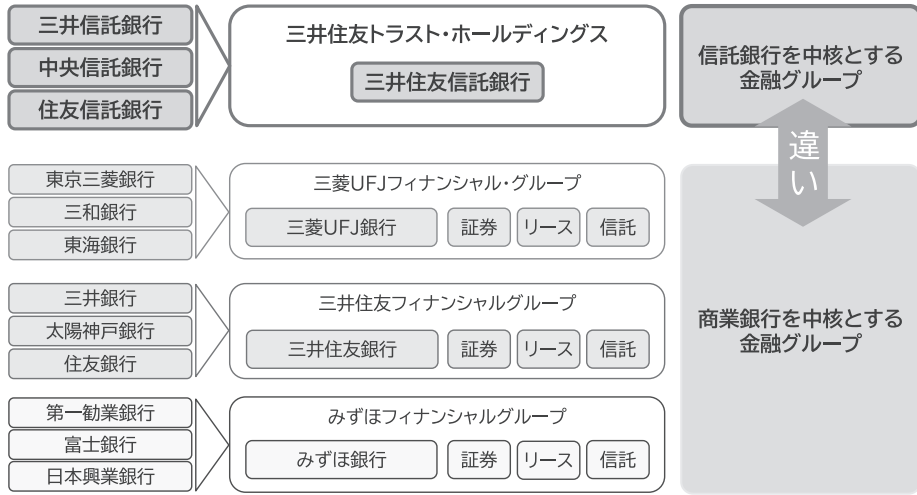 三井信託銀行
中央信託銀行
住友信託銀行
三井住友トラスト・ホールディングス
三井住友信託銀行
信託銀行を中核とする
金融グループ
違い
東京三菱銀行
三和銀行
東海銀行
三菱UFJフィナンシャル・グループ
三菱UFJ銀行
証券
リース
信託
三井銀行
太陽神戸銀行
住友銀行
三井住友フィナンシャルグループ
三井住友銀行
証券
リース
信託
商業銀行を中核とする
金融グループ
第一勧業銀行
富士銀行
日本興業銀行
みずほフィナンシャルグループ
みずほ銀行
証券
リース
信託